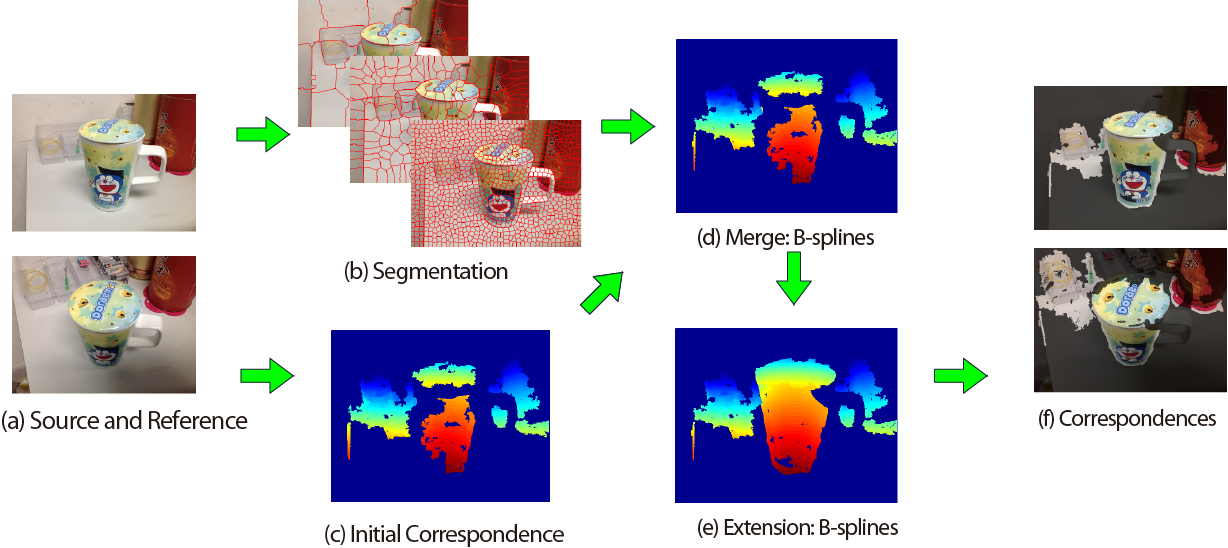 (a) Source and Reference
(b) Segmentation
(c) Initial Correspondence
(d) Merge: B-splines
(e) Extension: B-splines
(f) Correspondences